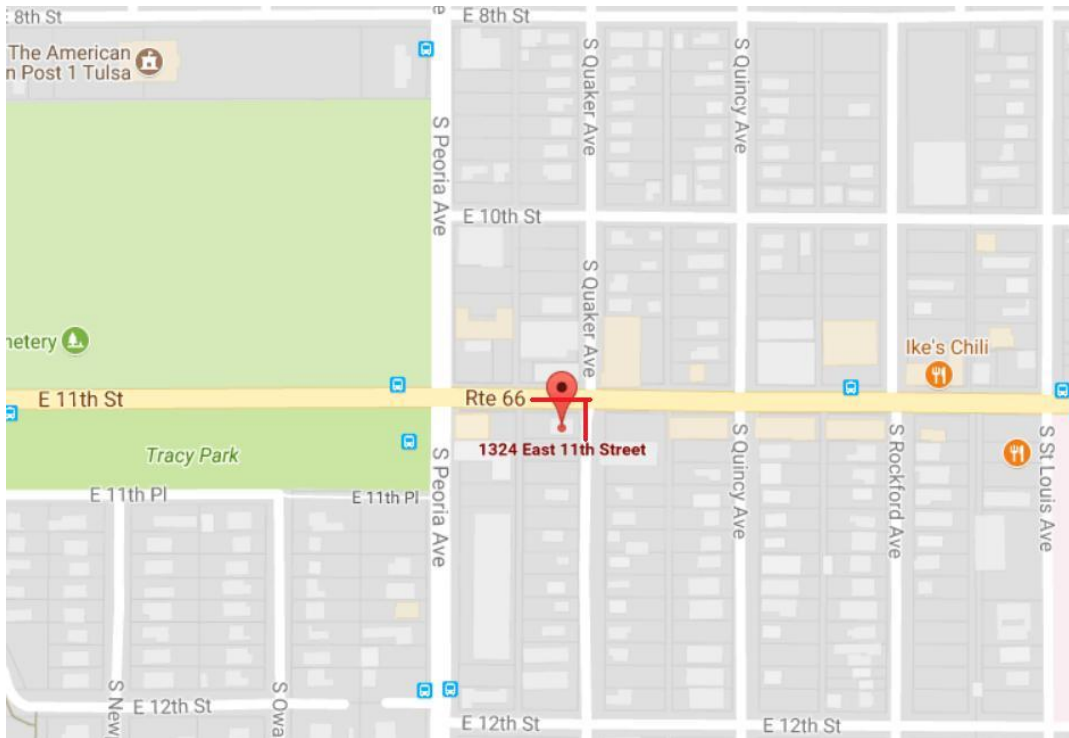 E 8th St
E 8th St
The American
n Post 1 Tulsa
S Peoria Ave
S Quaker Ave
S Quincy Ave
E 10th St
S Quaker Ave
netery
Ike's Chili
E 11th St
Rte 66
1324 East 11th Street
Tracy Park
S Peoria Ave
S Quincy Ave
S Rockford Ave
S St Louis Ave
E 11th Pl
E 11th Pl
S New
E 12th St
S Owa
E 12th St
E 12th St